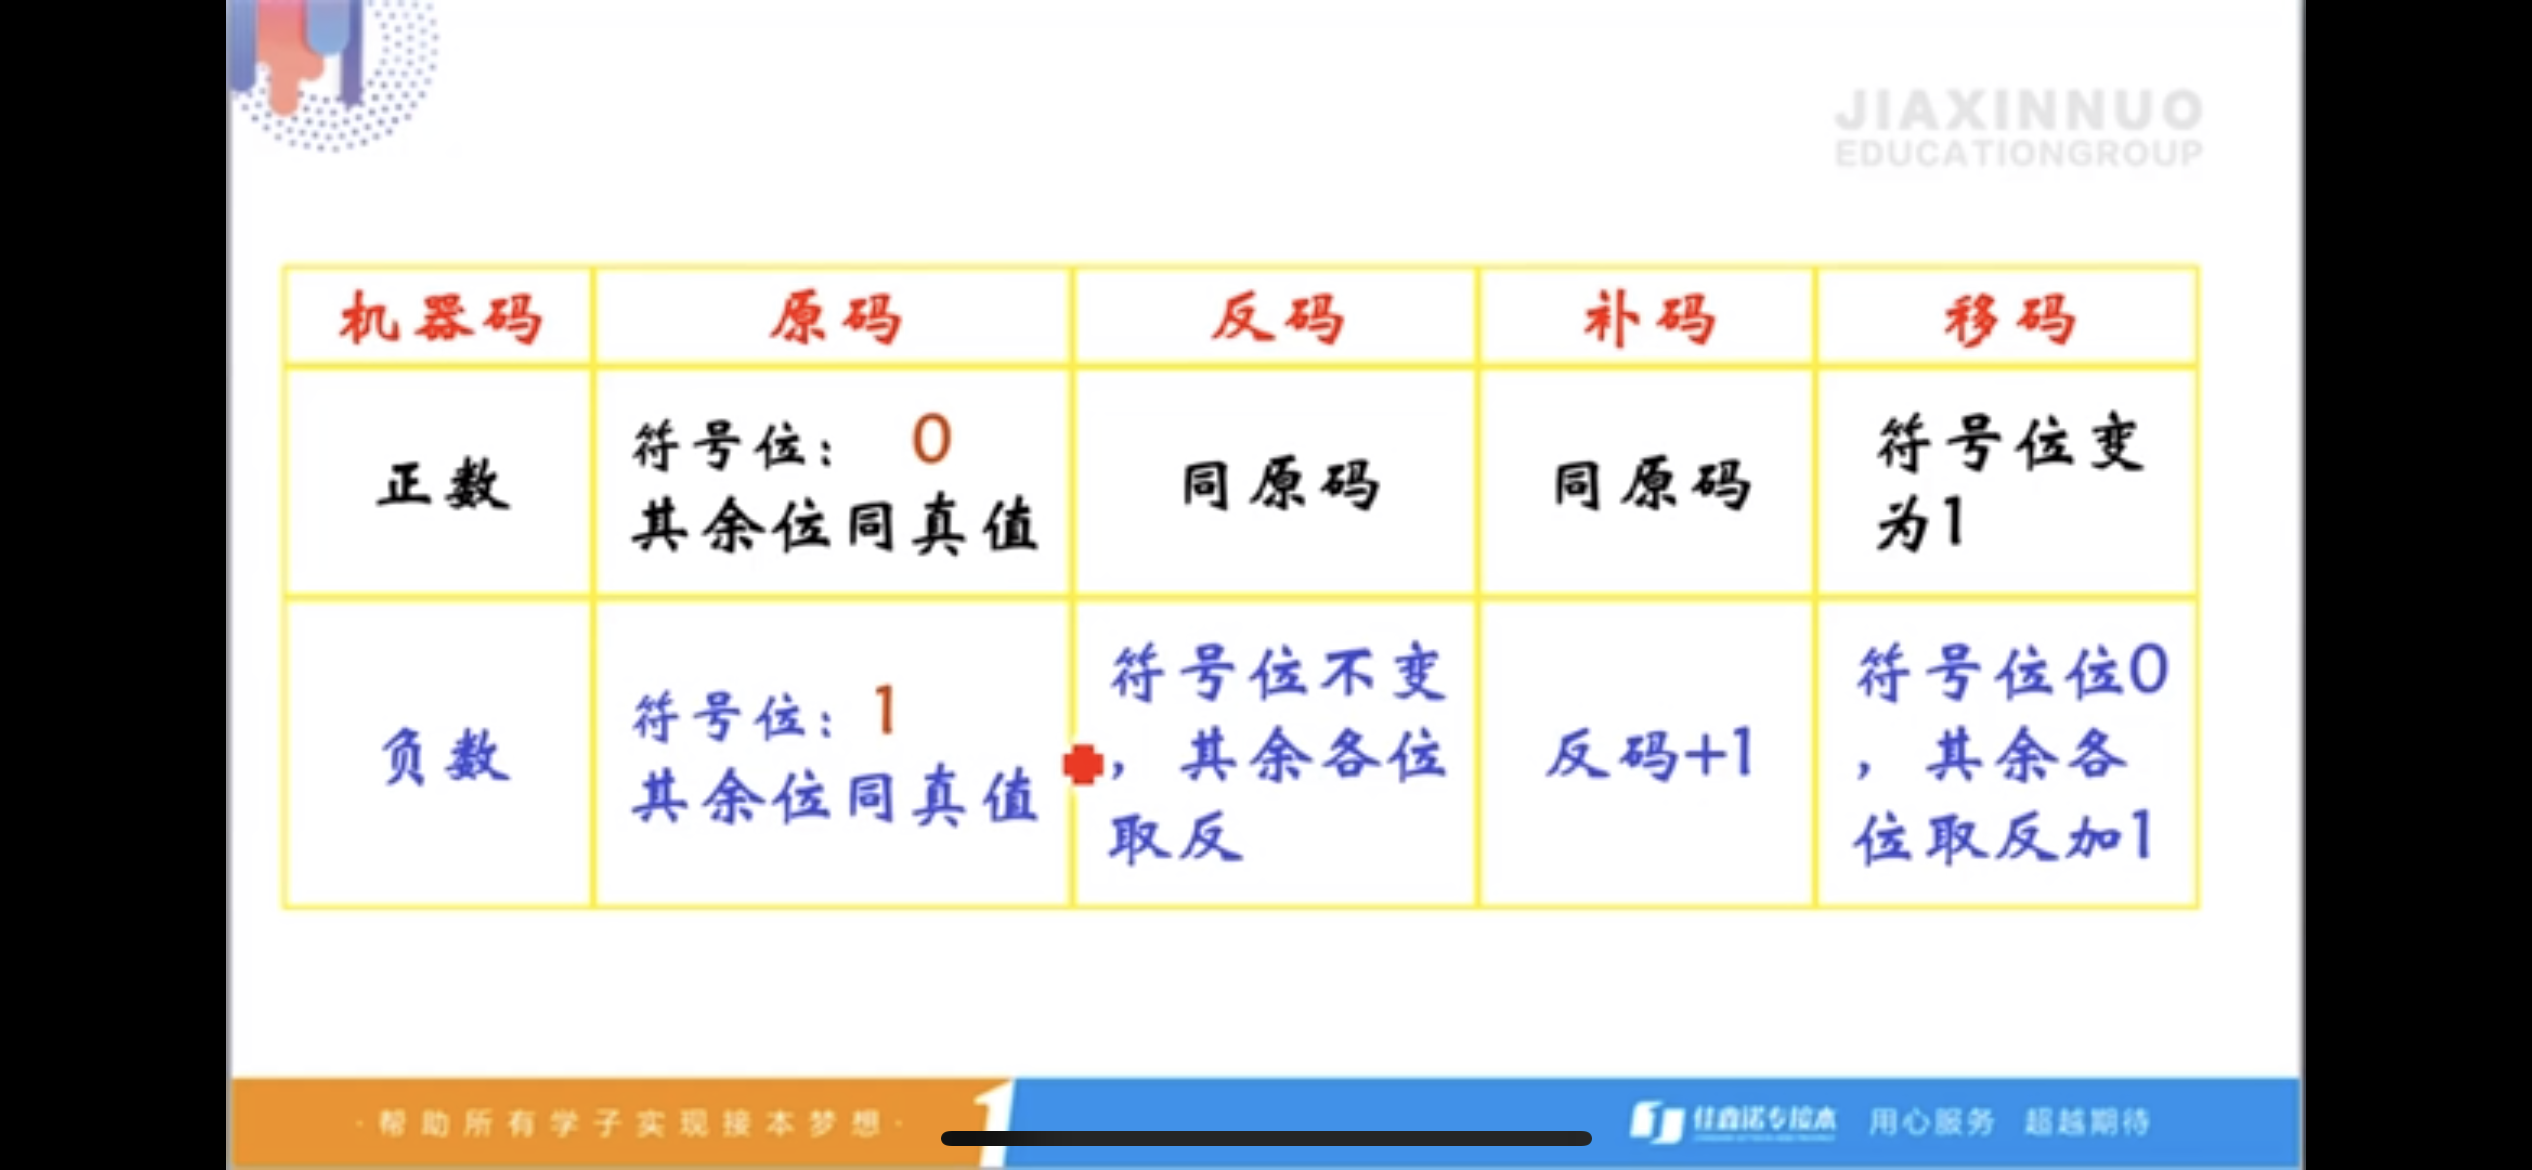 JIAXINNUO
EDUCATIONGROUP
机器码 原码 反码 补码 移码
正数
符号位： 0
其余位同真值
同原码
同原码
符号位变
为1
负数
符号位：1
其余位同真值
符号位不变
，其余各位
取反
反码+1
符号位位0
，其余各
位取反加1
·帮助所有学子实现接本梦想·
1
佳鑫诺专接本
用心服务 超越期待